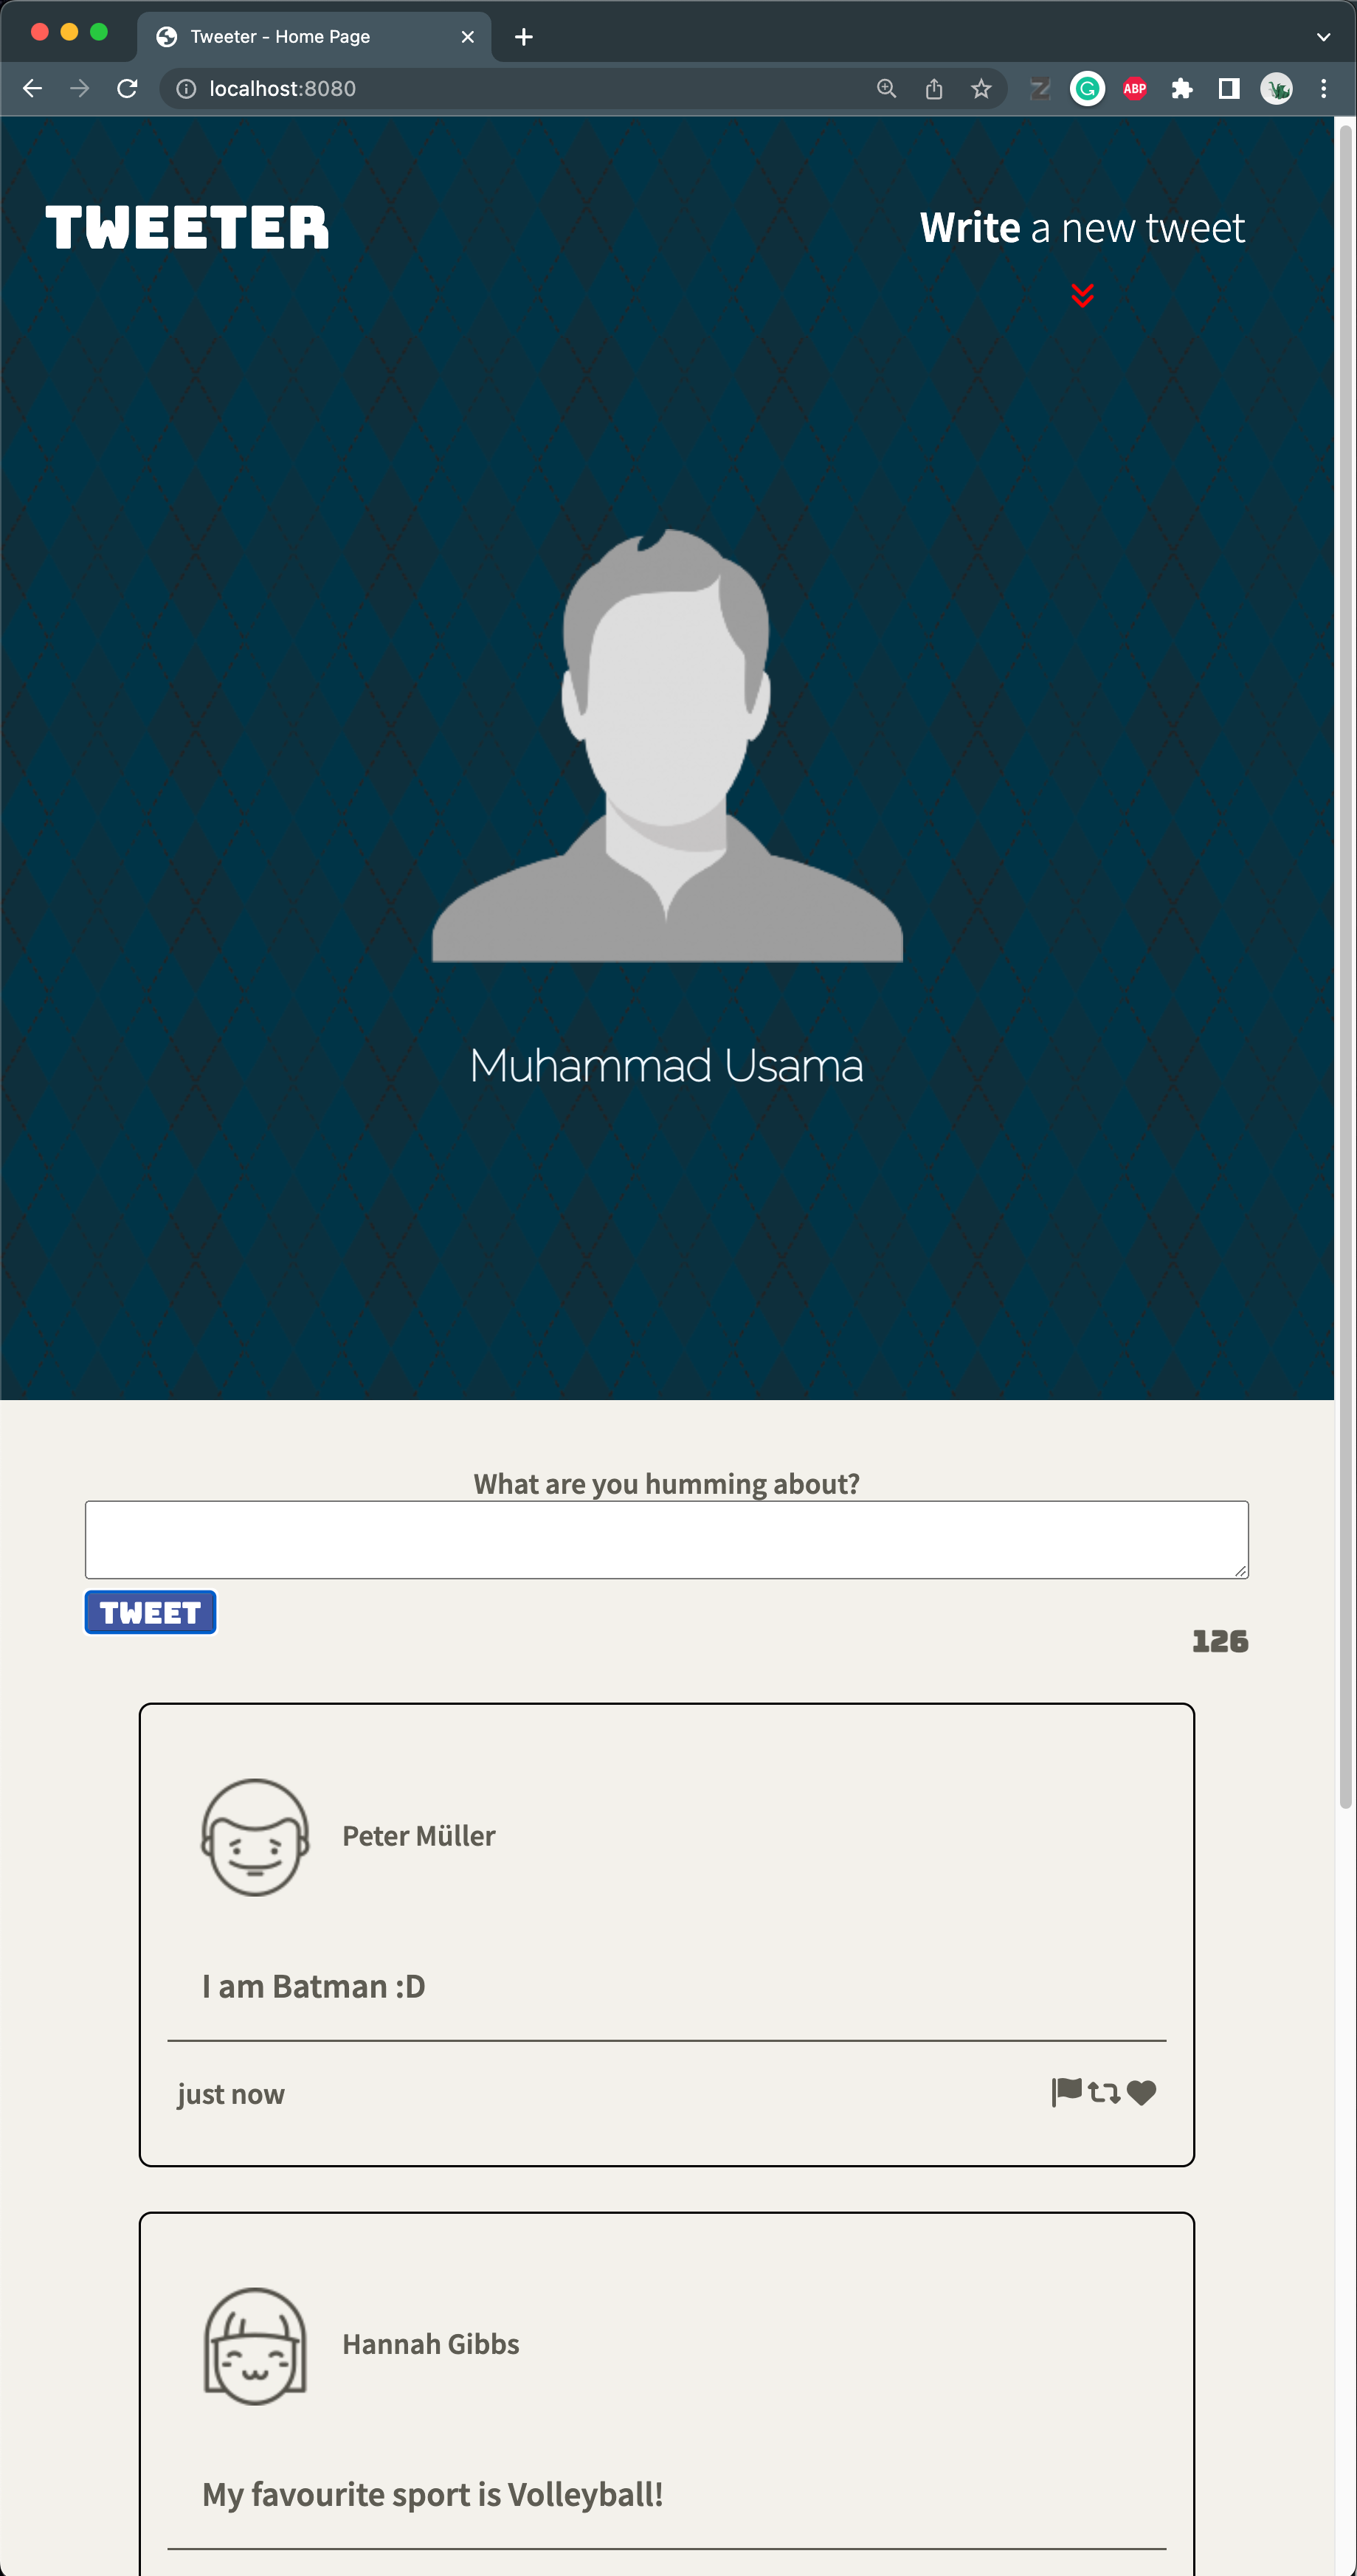 Tweeter - Home Page
localhost:8080
ABP
TWEETER
Write a new tweet
Muhammad Usama
What are you humming about?
TWEET
126
Peter Müller
I am Batman :D
just now
Hannah Gibbs
My favourite sport is Volleyball!